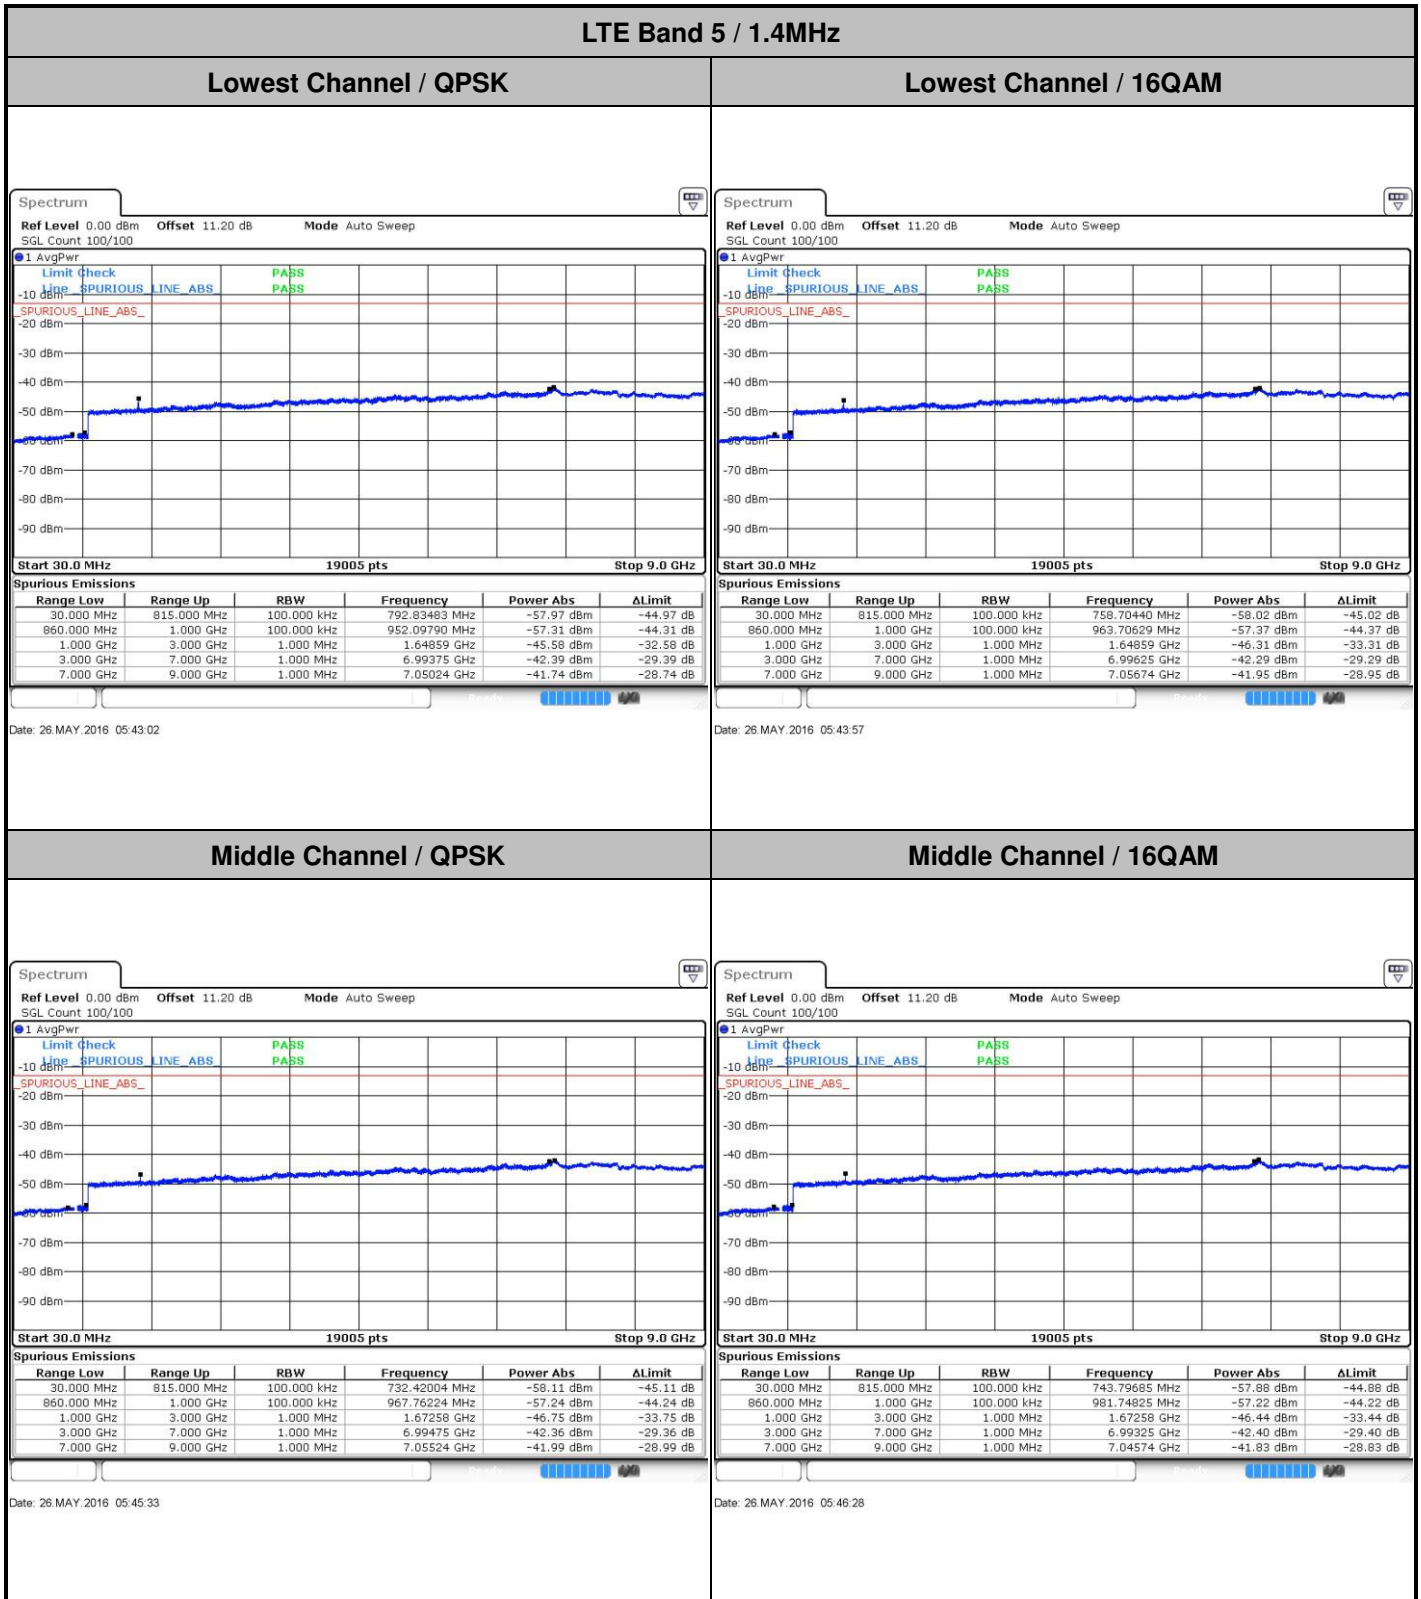 LTE Band 5 / 1.4MHz
Lowest Channel / QPSK
Lowest Channel / 16QAM
Spectrum
Ref Level 0.00 dBm Offset 11.20 dB Mode Auto Sweep
SGL Count 100/100
1 AvgPwr
Limit Check PASS
Line _SPURIOUS_LINE_ABS_ PASS
-10 dBm
_SPURIOUS_LINE_ABS_
-20 dBm
-30 dBm
-40 dBm
-50 dBm
-60 dBm
-70 dBm
-80 dBm
-90 dBm
Start 30.0 MHz 19005 pts Stop 9.0 GHz
Spurious Emissions
Range Low Range Up RBW Frequency Power Abs ΔLimit
30.000 MHz 815.000 MHz 100.000 kHz 792.83483 MHz -57.97 dBm -44.97 dB
860.000 MHz 1.000 GHz 100.000 kHz 952.09790 MHz -57.31 dBm -44.31 dB
1.000 GHz 3.000 GHz 1.000 MHz 1.64859 GHz -45.58 dBm -32.58 dB
3.000 GHz 7.000 GHz 1.000 MHz 6.99375 GHz -42.39 dBm -29.39 dB
7.000 GHz 9.000 GHz 1.000 MHz 7.05024 GHz -41.74 dBm -28.74 dB
Date: 26.MAY.2016 05:43:02
Spectrum
Ref Level 0.00 dBm Offset 11.20 dB Mode Auto Sweep
SGL Count 100/100
1 AvgPwr
Limit Check PASS
Line _SPURIOUS_LINE_ABS_ PASS
-10 dBm
_SPURIOUS_LINE_ABS_
-20 dBm
-30 dBm
-40 dBm
-50 dBm
-60 dBm
-70 dBm
-80 dBm
-90 dBm
Start 30.0 MHz 19005 pts Stop 9.0 GHz
Spurious Emissions
Range Low Range Up RBW Frequency Power Abs ΔLimit
30.000 MHz 815.000 MHz 100.000 kHz 758.70440 MHz -58.02 dBm -45.02 dB
860.000 MHz 1.000 GHz 100.000 kHz 963.70629 MHz -57.37 dBm -44.37 dB
1.000 GHz 3.000 GHz 1.000 MHz 1.64859 GHz -46.31 dBm -33.31 dB
3.000 GHz 7.000 GHz 1.000 MHz 6.99625 GHz -42.29 dBm -29.29 dB
7.000 GHz 9.000 GHz 1.000 MHz 7.05674 GHz -41.95 dBm -28.95 dB
Date: 26.MAY.2016 05:43:57
Middle Channel / QPSK
Middle Channel / 16QAM
Spectrum
Ref Level 0.00 dBm Offset 11.20 dB Mode Auto Sweep
SGL Count 100/100
1 AvgPwr
Limit Check PASS
Line _SPURIOUS_LINE_ABS_ PASS
-10 dBm
_SPURIOUS_LINE_ABS_
-20 dBm
-30 dBm
-40 dBm
-50 dBm
-60 dBm
-70 dBm
-80 dBm
-90 dBm
Start 30.0 MHz 19005 pts Stop 9.0 GHz
Spurious Emissions
Range Low Range Up RBW Frequency Power Abs ΔLimit
30.000 MHz 815.000 MHz 100.000 kHz 732.42004 MHz -58.11 dBm -45.11 dB
860.000 MHz 1.000 GHz 100.000 kHz 967.76224 MHz -57.24 dBm -44.24 dB
1.000 GHz 3.000 GHz 1.000 MHz 1.67258 GHz -46.75 dBm -33.75 dB
3.000 GHz 7.000 GHz 1.000 MHz 6.99475 GHz -42.36 dBm -29.36 dB
7.000 GHz 9.000 GHz 1.000 MHz 7.05524 GHz -41.99 dBm -28.99 dB
Date: 26.MAY.2016 05:45:33
Spectrum
Ref Level 0.00 dBm Offset 11.20 dB Mode Auto Sweep
SGL Count 100/100
1 AvgPwr
Limit Check PASS
Line _SPURIOUS_LINE_ABS_ PASS
-10 dBm
_SPURIOUS_LINE_ABS_
-20 dBm
-30 dBm
-40 dBm
-50 dBm
-60 dBm
-70 dBm
-80 dBm
-90 dBm
Start 30.0 MHz 19005 pts Stop 9.0 GHz
Spurious Emissions
Range Low Range Up RBW Frequency Power Abs ΔLimit
30.000 MHz 815.000 MHz 100.000 kHz 743.79685 MHz -57.88 dBm -44.88 dB
860.000 MHz 1.000 GHz 100.000 kHz 981.74825 MHz -57.22 dBm -44.22 dB
1.000 GHz 3.000 GHz 1.000 MHz 1.67258 GHz -46.44 dBm -33.44 dB
3.000 GHz 7.000 GHz 1.000 MHz 6.99325 GHz -42.40 dBm -29.40 dB
7.000 GHz 9.000 GHz 1.000 MHz 7.04574 GHz -41.83 dBm -28.83 dB
Date: 26.MAY.2016 05:46:28